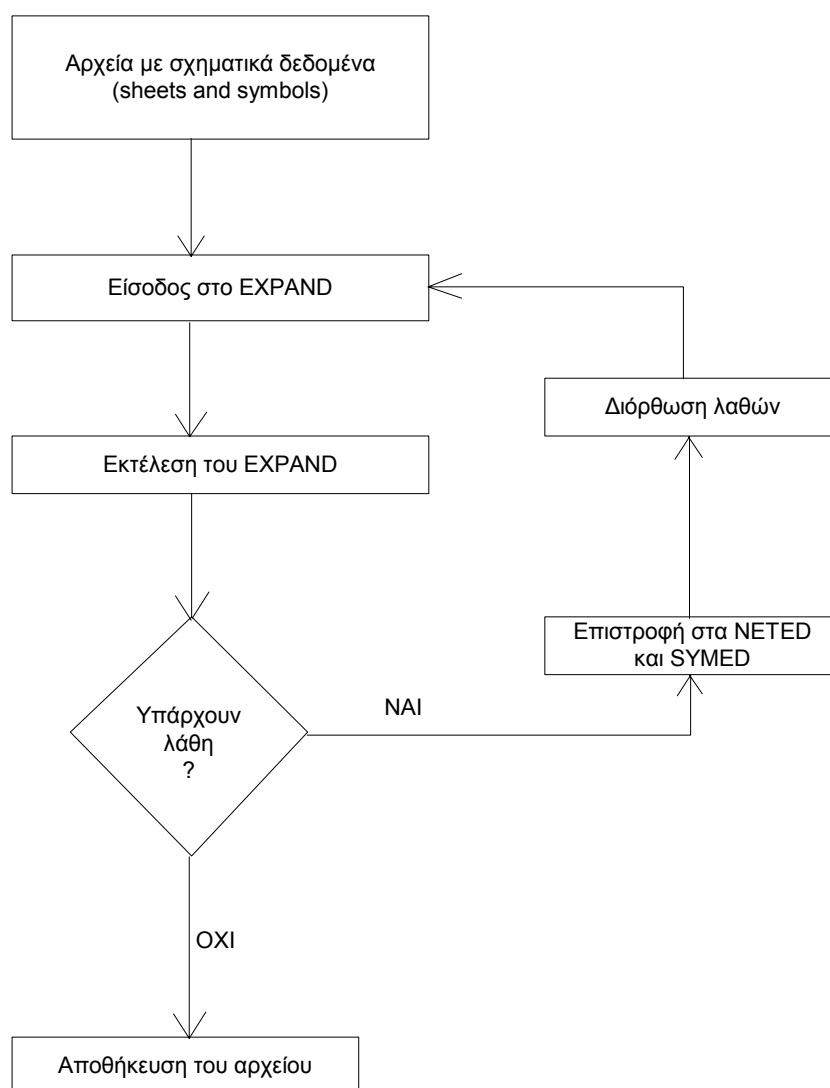 Αρχεία με σχηματικά δεδομένα
(sheets and symbols)
Είσοδος στο EXPAND
Διόρθωση λαθών
Εκτέλεση του EXPAND
Επιστροφή στα NETED
και SYMED
ΝΑΙ
Υπάρχουν
λάθη
?
ΟΧΙ
Αποθήκευση του αρχείου